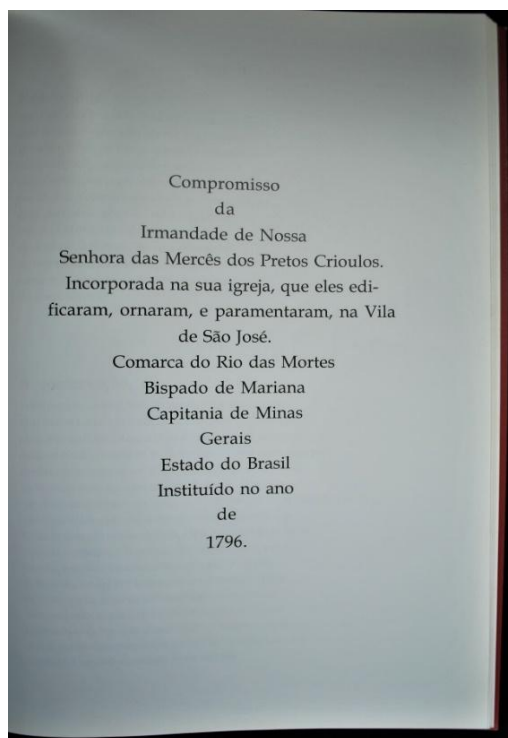 Compromisso
da
Irmandade de Nossa
Senhora das Mercês dos Pretos Crioulos.
Incorporada na sua igreja, que eles edi-
ficaram, ornaram, e paramentaram, na Vila
de São José.
Comarca do Rio das Mortes
Bispado de Mariana
Capitania de Minas
Gerais
Estado do Brasil
Instituído no ano
de
1796.